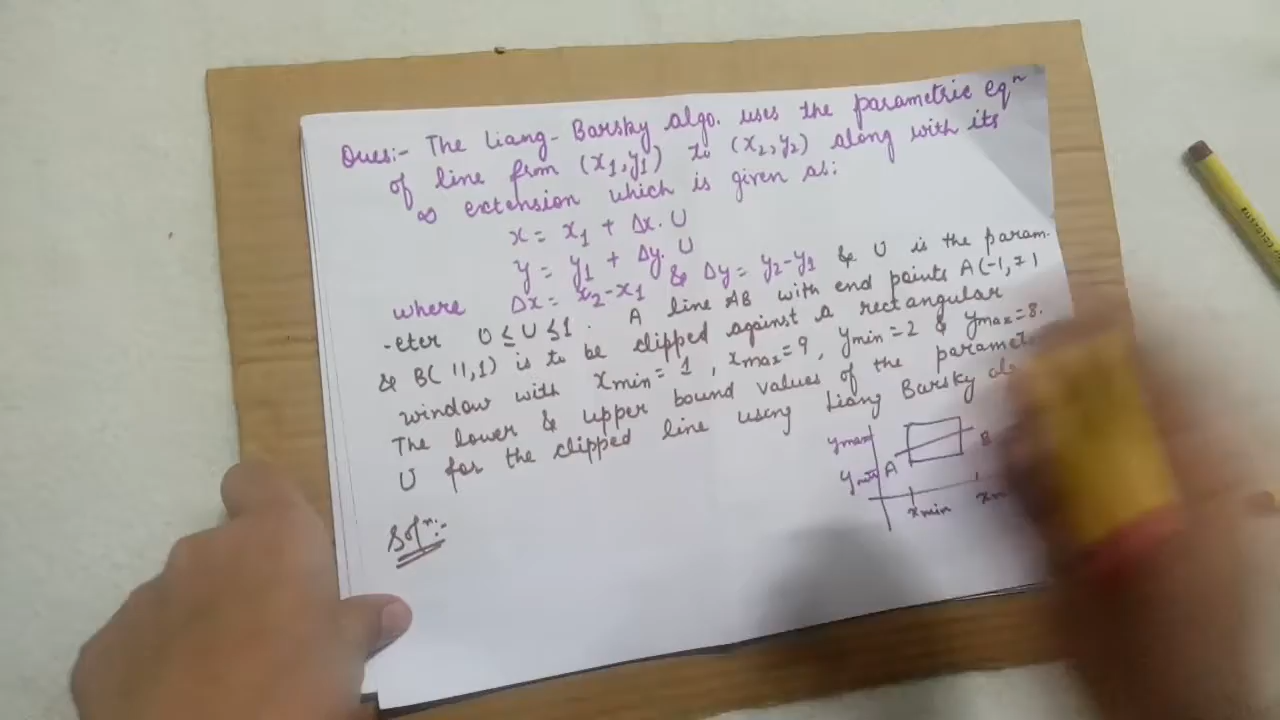 Ques:- The Liang-Barsky algo. uses the parametric eqⁿ
of line from (x₁,y₁) to (x₂,y₂) along with its
∞ extension which is given as:
x = x₁ + Δx. U
y = y₁ + Δy. U
where Δx = x₂-x₁ & Δy = y₂-y₁ & U is the param-
-eter 0 ≤ U ≤ 1. A line AB with end points A(-1,7)
& B(11,1) is to be clipped against a rectangular
window with xmin = 1, xmax = 9, ymin = 2 & ymax = 8.
The lower & upper bound values of the
U for the clipped line using Liang Barsky
ymax
B
ymin A
xmin
Solⁿ:-